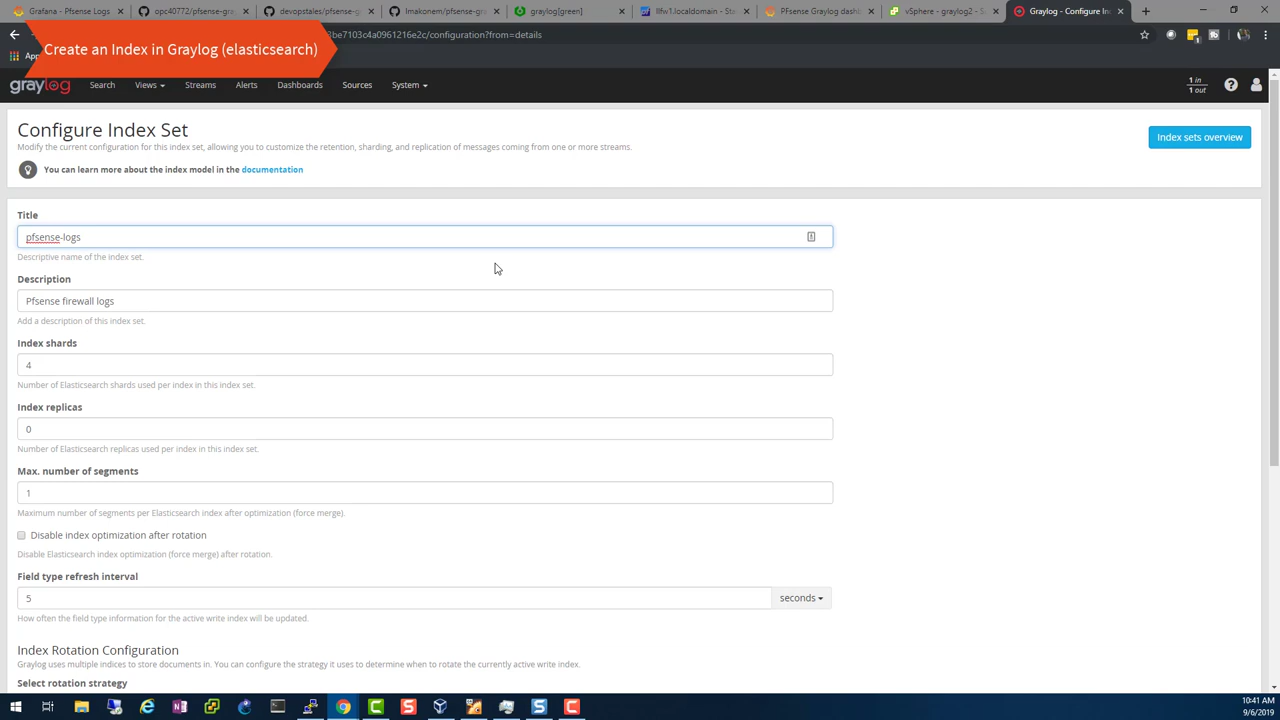 Grafana - Pfsense Logs
opc40772/pfsense-gra
devopstales/pfsense-gr
lmakonem/pfsense-gra
graylog[green]
llfw1.localdomain - Sta
PFsense Graylog dashb
vSphere - graylog2 - S
Graylog - Configure In
3be7103c4a0961216e2c/configuration?from=details
Create an Index in Graylog (elasticsearch)
graylog
Search
Views
Streams
Alerts
Dashboards
Sources
System
1 in
1 out
Configure Index Set
Modify the current configuration for this index set, allowing you to customize the retention, sharding, and replication of messages coming from one or more streams.
Index sets overview
You can learn more about the index model in the documentation
Title
pfsense-logs
Descriptive name of the index set.
Description
Pfsense firewall logs
Add a description of this index set.
Index shards
4
Number of Elasticsearch shards used per index in this index set.
Index replicas
0
Number of Elasticsearch replicas used per index in this index set.
Max. number of segments
1
Maximum number of segments per Elasticsearch index after optimization (force merge).
Disable index optimization after rotation
Disable Elasticsearch index optimization (force merge) after rotation.
Field type refresh interval
5
seconds
How often the field type information for the active write index will be updated.
Index Rotation Configuration
Graylog uses multiple indices to store documents in. You can configure the strategy it uses to determine when to rotate the currently active write index.
Select rotation strategy
10:41 AM
9/6/2019